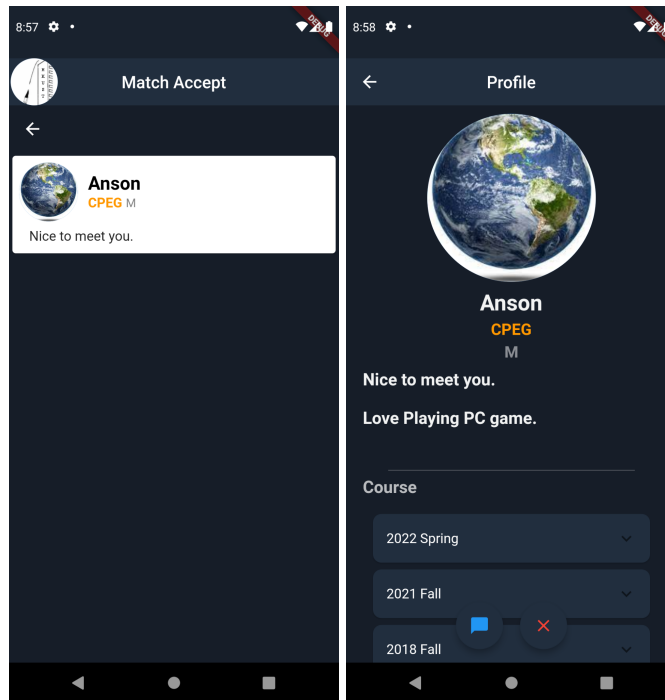 8:57
DEBUG
Match Accept
Anson
CPEG M
Nice to meet you.
8:58
DEBUG
Profile
Anson
CPEG
M
Nice to meet you.
Love Playing PC game.
Course
2022 Spring
2021 Fall
2018 Fall